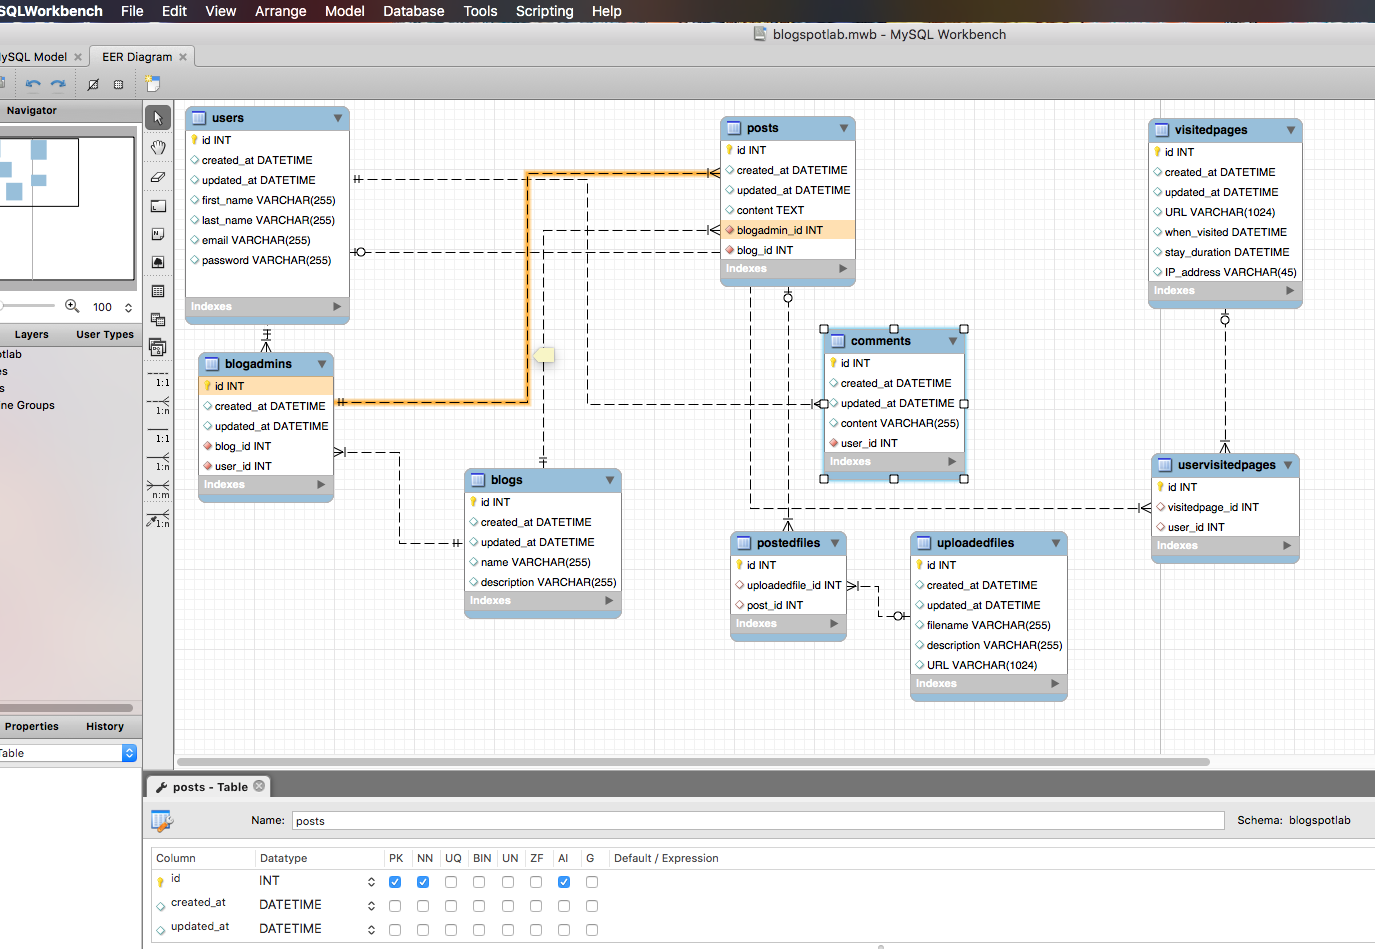 SQLWorkbench File Edit View Arrange Model Database Tools Scripting Help
blogspotlab.mwb - MySQL Workbench
MySQL Model EER Diagram
Navigator
100
Layers User Types
otlab
es
s
ine Groups
Properties History
Table
1:1
1:n
1:1
1:n
n:m
1:n
users
id INT
created_at DATETIME
updated_at DATETIME
first_name VARCHAR(255)
last_name VARCHAR(255)
email VARCHAR(255)
password VARCHAR(255)
Indexes
blogadmins
id INT
created_at DATETIME
updated_at DATETIME
blog_id INT
user_id INT
Indexes
blogs
id INT
created_at DATETIME
updated_at DATETIME
name VARCHAR(255)
description VARCHAR(255)
Indexes
posts
id INT
created_at DATETIME
updated_at DATETIME
content TEXT
blogadmin_id INT
blog_id INT
Indexes
comments
id INT
created_at DATETIME
updated_at DATETIME
content VARCHAR(255)
user_id INT
Indexes
postedfiles
id INT
uploadedfile_id INT
post_id INT
Indexes
uploadedfiles
id INT
created_at DATETIME
updated_at DATETIME
filename VARCHAR(255)
description VARCHAR(255)
URL VARCHAR(1024)
Indexes
visitedpages
id INT
created_at DATETIME
updated_at DATETIME
URL VARCHAR(1024)
when_visited DATETIME
stay_duration DATETIME
IP_address VARCHAR(45)
Indexes
uservisitedpages
id INT
visitedpage_id INT
user_id INT
Indexes
posts - Table
Name: posts Schema: blogspotlab
Column Datatype PK NN UQ BIN UN ZF AI G Default / Expression
id INT
created_at DATETIME
updated_at DATETIME